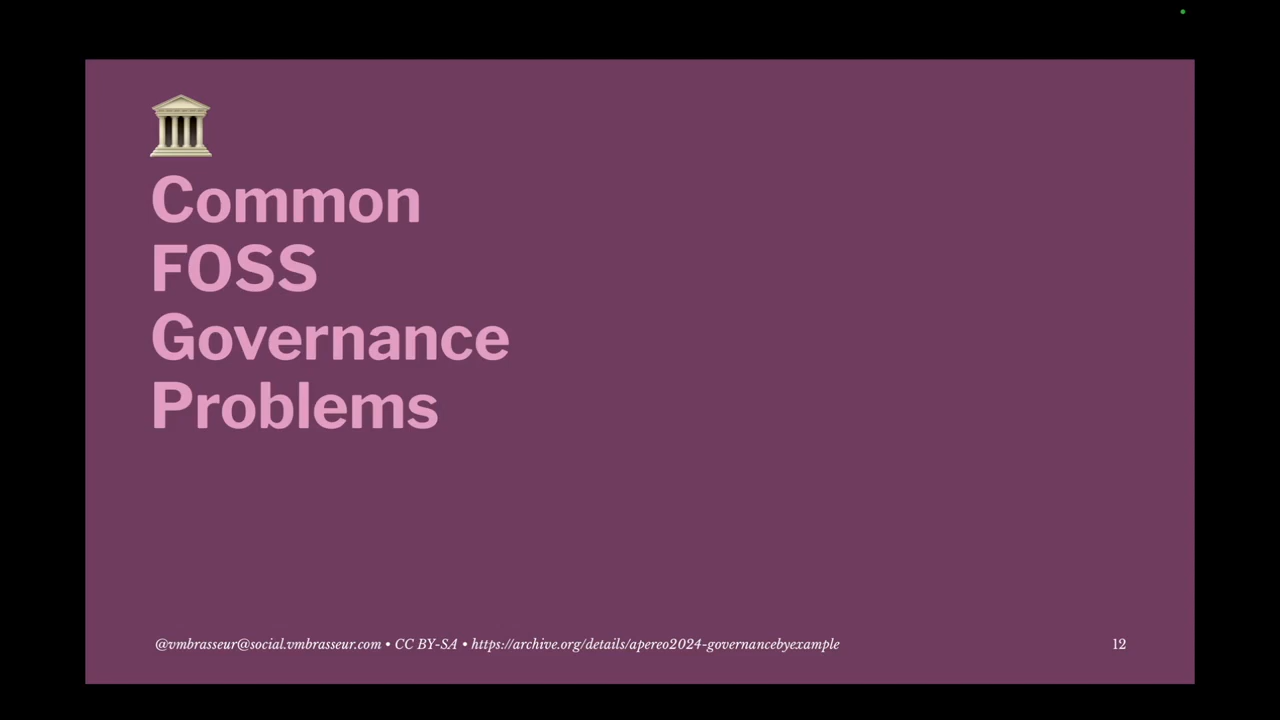 Common
FOSS
Governance
Problems
@vmbrasseur@social.vmbrasseur.com • CC BY-SA • https://archive.org/details/apereo2024-governancebyexample
12